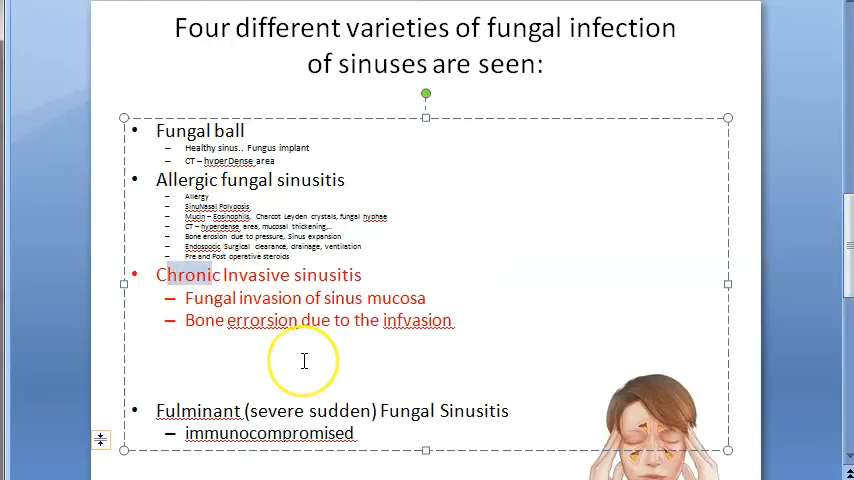 Four different varieties of fungal infection
of sinuses are seen:
• Fungal ball
– Healthy sinus.. Fungus implant
– CT – hyperDense area
• Allergic fungal sinusitis
– Allergy
– SinuNasal Polyposis
– Mucin – Eosinophils, Charcot Leyden crystals, fungal hyphae
– CT – hyperdense area, mucosal thickening,..
– Bone erosion due to pressure, Sinus expansion
– Endospocic Surgical clearance, drainage, ventilation
– Pre and Post operative steroids
• Chronic Invasive sinusitis
– Fungal invasion of sinus mucosa
– Bone errorsion due to the infvasion
• Fulminant (severe sudden) Fungal Sinusitis
– immunocompromised